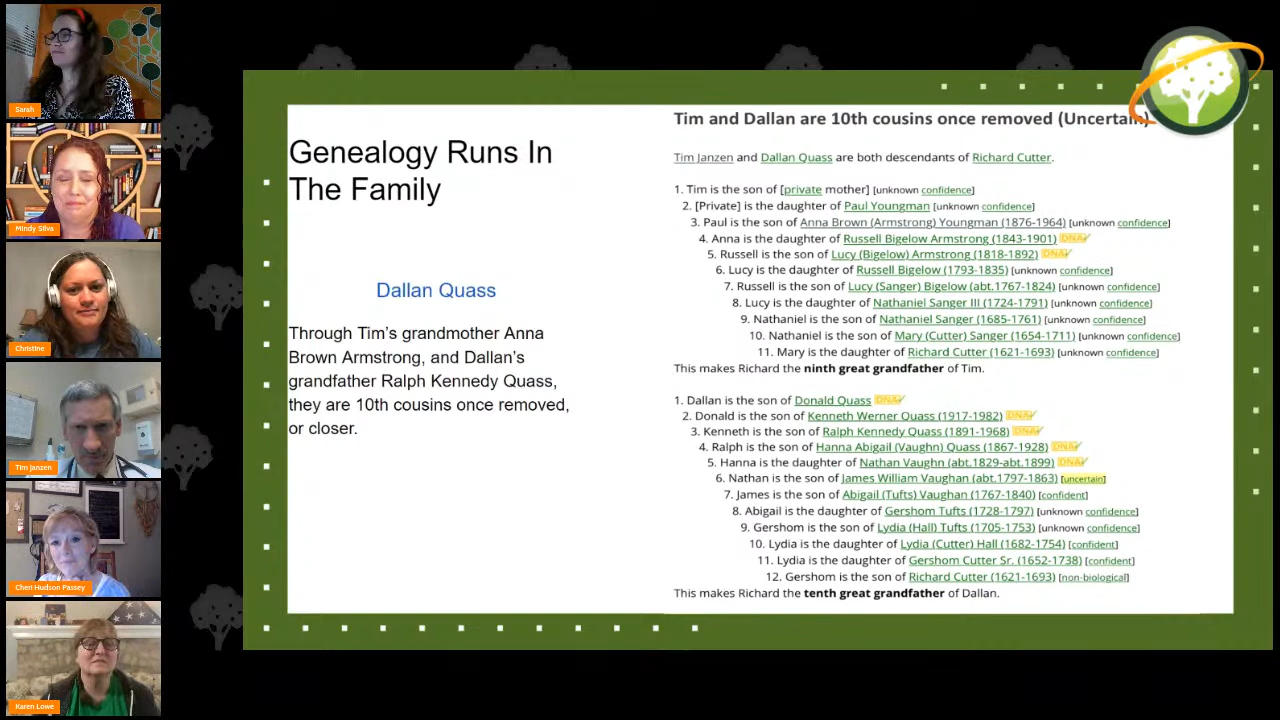 Sarah
Mindy Silva
Christine
Tim Janzen
Cheri Hudson Passey
Karen Lowe
Genealogy Runs In
The Family
Dallan Quass
Through Tim's grandmother Anna
Brown Armstrong, and Dallan's
grandfather Ralph Kennedy Quass,
they are 10th cousins once removed,
or closer.
Tim and Dallan are 10th cousins once removed (Uncertain)
Tim Janzen and Dallan Quass are both descendants of Richard Cutter.
1. Tim is the son of [private mother] [unknown confidence]
2. [Private] is the daughter of Paul Youngman [unknown confidence]
3. Paul is the son of Anna Brown (Armstrong) Youngman (1876-1964) [unknown confidence]
4. Anna is the daughter of Russell Bigelow Armstrong (1843-1901) DNA
5. Russell is the son of Lucy (Bigelow) Armstrong (1818-1892) DNA
6. Lucy is the daughter of Russell Bigelow (1793-1835) [unknown confidence]
7. Russell is the son of Lucy (Sanger) Bigelow (abt.1767-1824) [unknown confidence]
8. Lucy is the daughter of Nathaniel Sanger III (1724-1791) [unknown confidence]
9. Nathaniel is the son of Nathaniel Sanger (1685-1761) [unknown confidence]
10. Nathaniel is the son of Mary (Cutter) Sanger (1654-1711) [unknown confidence]
11. Mary is the daughter of Richard Cutter (1621-1693) [unknown confidence]
This makes Richard the ninth great grandfather of Tim.
1. Dallan is the son of Donald Quass DNA
2. Donald is the son of Kenneth Werner Quass (1917-1982) DNA
3. Kenneth is the son of Ralph Kennedy Quass (1891-1968) DNA
4. Ralph is the son of Hanna Abigail (Vaughn) Quass (1867-1928) DNA
5. Hanna is the daughter of Nathan Vaughn (abt.1829-abt.1899) DNA
6. Nathan is the son of James William Vaughan (abt.1797-1863) [uncertain]
7. James is the son of Abigail (Tufts) Vaughan (1767-1840) [confident]
8. Abigail is the daughter of Gershom Tufts (1728-1797) [unknown confidence]
9. Gershom is the son of Lydia (Hall) Tufts (1705-1753) [unknown confidence]
10. Lydia is the daughter of Lydia (Cutter) Hall (1682-1754) [confident]
11. Lydia is the daughter of Gershom Cutter Sr. (1652-1738) [confident]
12. Gershom is the son of Richard Cutter (1621-1693) [non-biological]
This makes Richard the tenth great grandfather of Dallan.